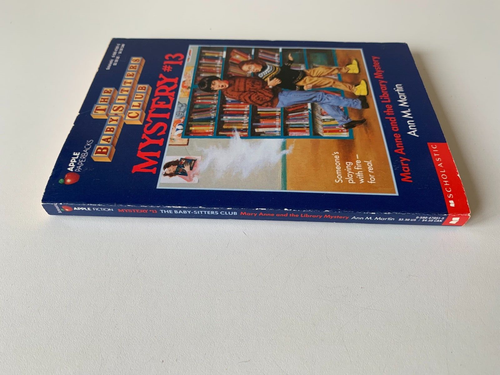 THE
BABY-SITTERS
CLUB
APPLE
PAPERBACKS
MYSTERY #13
Someone's
playing
with fire—
for real.
Mary Anne and the Library Mystery
Ann M. Martin
SCHOLASTIC
APPLE FICTION MYSTERY #13 THE BABY-SITTERS CLUB Mary Anne and the Library Mystery Ann M. Martin